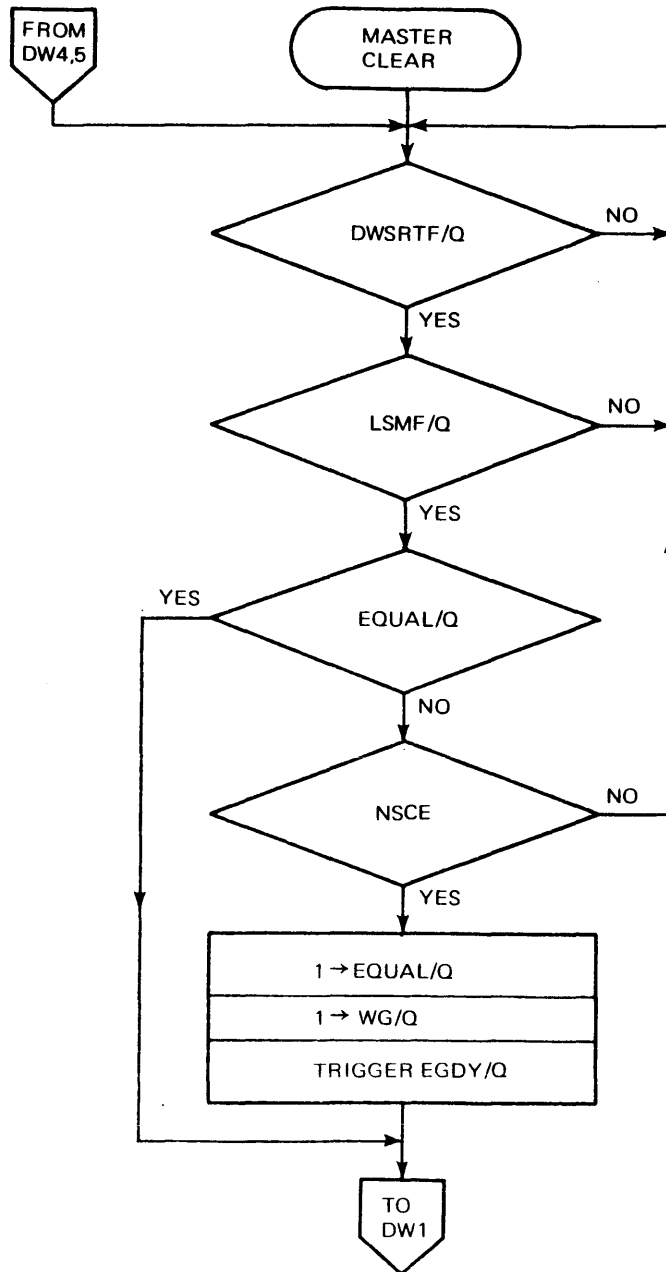 FROM
DW4,5
MASTER
CLEAR
DWSRTF/Q
NO
YES
LSMF/Q
NO
YES
YES
EQUAL/Q
NO
NSCE
NO
YES
1→EQUAL/Q
1→ WG/Q
TRIGGER EGDY/Q
TO
DW1